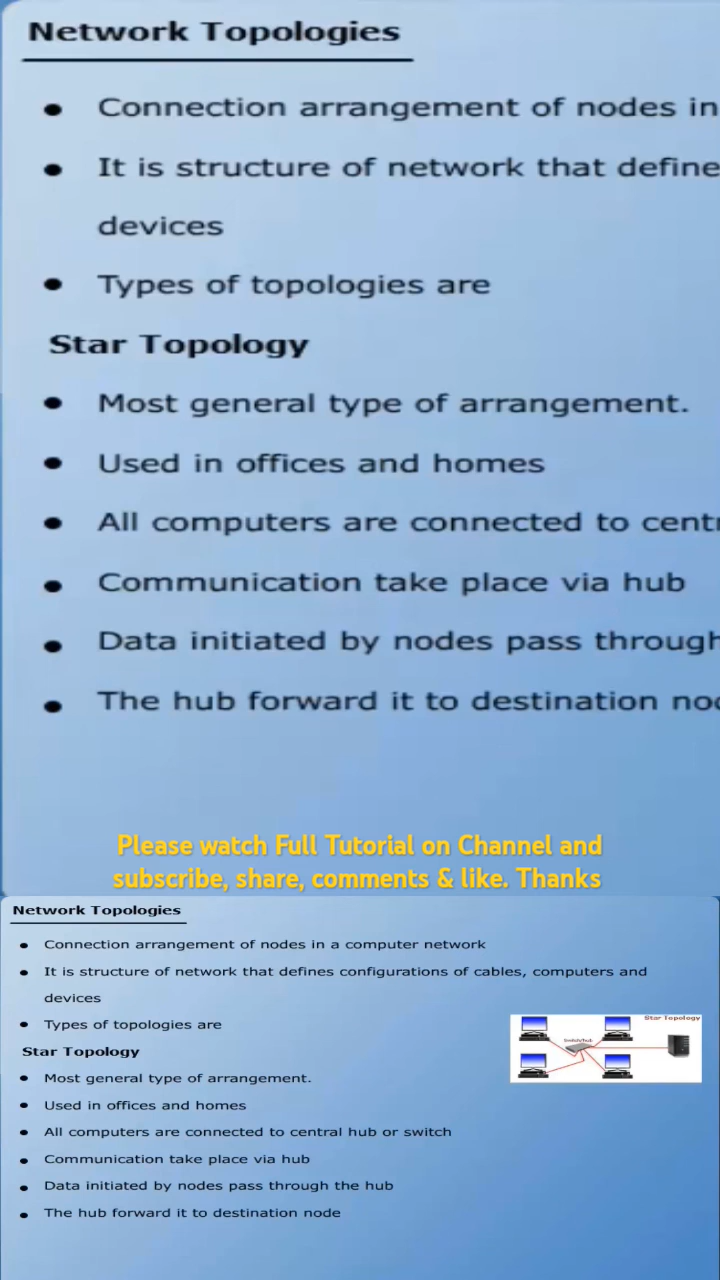 Network Topologies
• Connection arrangement of nodes in
• It is structure of network that define
devices
• Types of topologies are
Star Topology
• Most general type of arrangement.
• Used in offices and homes
• All computers are connected to centr
• Communication take place via hub
• Data initiated by nodes pass through
• The hub forward it to destination no
Please watch Full Tutorial on Channel and
subscribe, share, comments & like. Thanks
Network Topologies
• Connection arrangement of nodes in a computer network
• It is structure of network that defines configurations of cables, computers and
devices
• Types of topologies are
Star Topology
• Most general type of arrangement.
• Used in offices and homes
• All computers are connected to central hub or switch
• Communication take place via hub
• Data initiated by nodes pass through the hub
• The hub forward it to destination node
Star Topology
Switch/hub